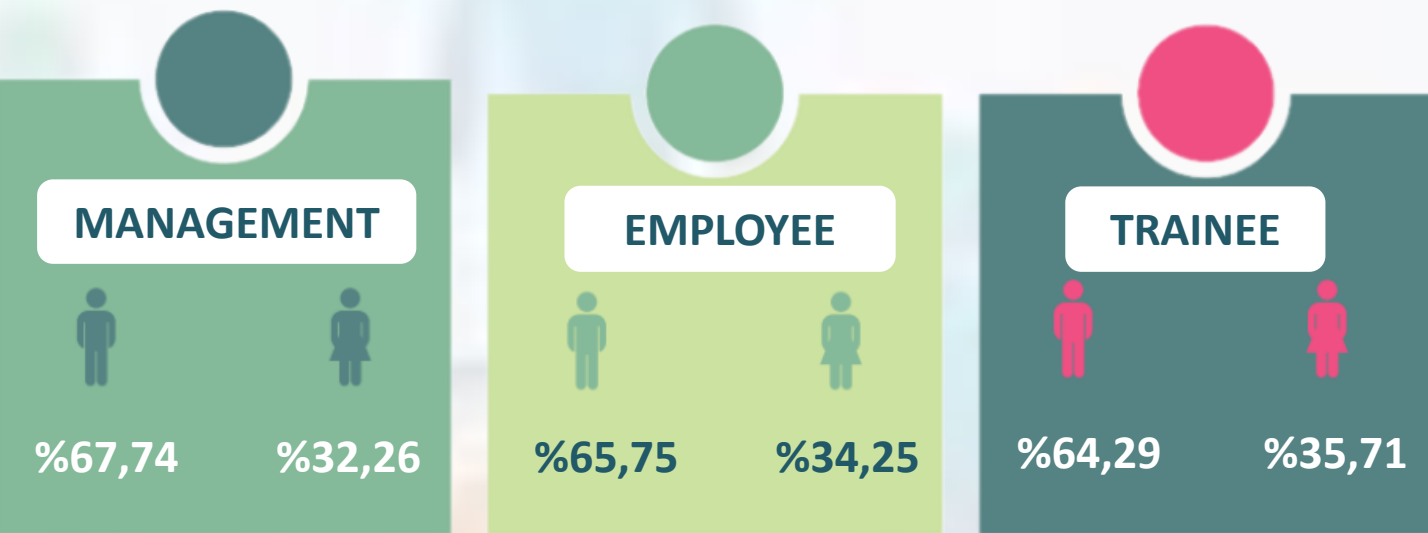 MANAGEMENT
%67,74 %32,26
EMPLOYEE
%65,75 %34,25
TRAINEE
%64,29 %35,71